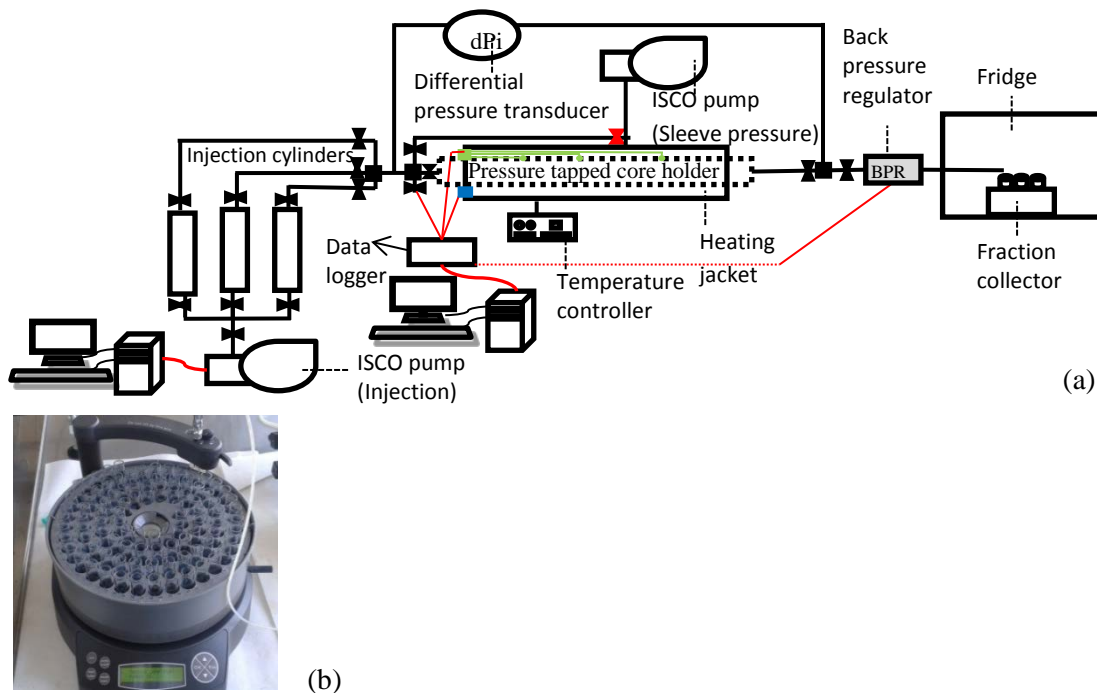 dPi
Differential
pressure transducer
ISCO pump
(Sleeve pressure)
Back
pressure
regulator
Fridge
Injection cylinders
Pressure tapped core holder
BPR
Data
logger
Temperature
controller
Heating
jacket
Fraction
collector
ISCO pump
(Injection)
(a)
(b)